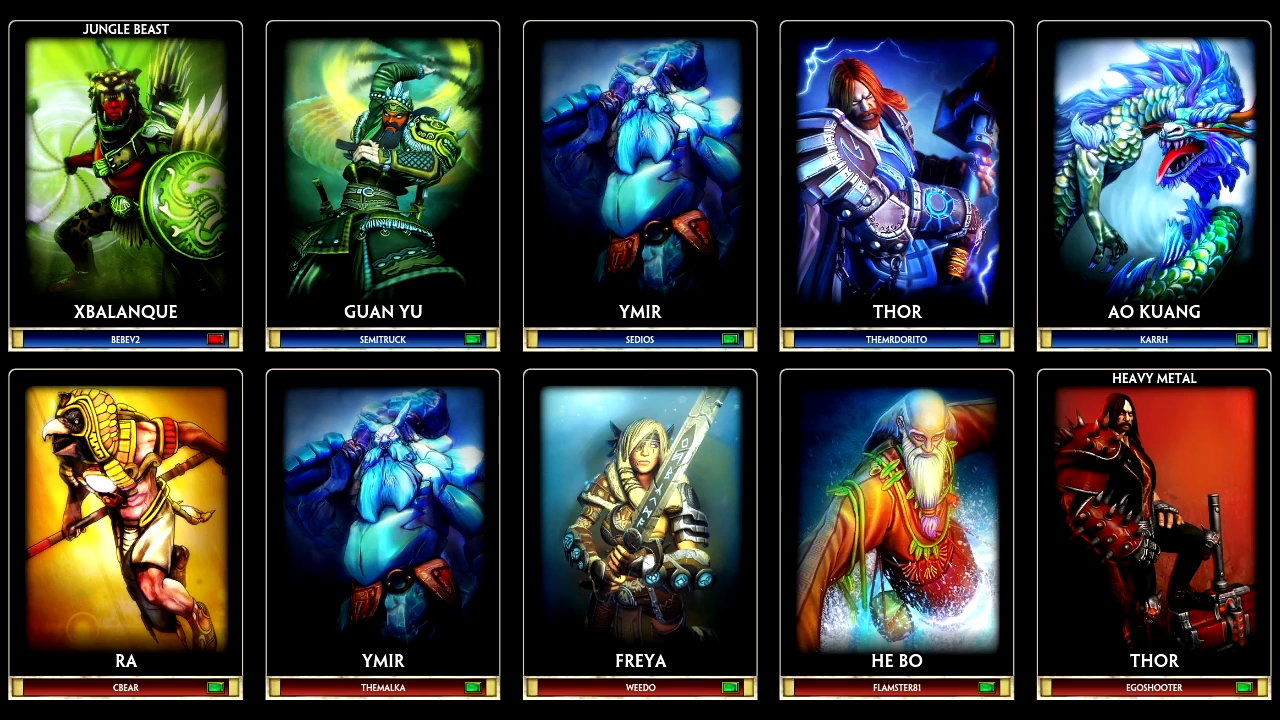 JUNGLE BEAST
XBALANQUE
BEBEV2
GUAN YU
SEMITRUCK
YMIR
SEDIOS
THOR
THEMRDORITO
AO KUANG
KARRH
RA
CBEAR
YMIR
THEMALKA
FREYA
WEEDO
HE BO
FLAMSTER81
HEAVY METAL
THOR
EGOSHOOTER